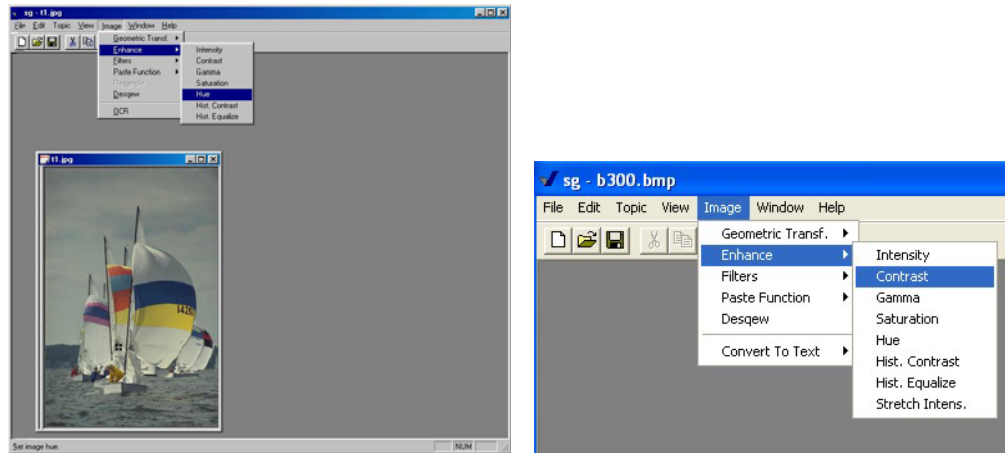 sg - t1.jpg
File Edit Topic View Image Window Help
Geometric Transf.
Enhance
Filters
Paste Function
Desqew
OCR
Intensity
Contrast
Gamma
Saturation
Hue
Hist. Contrast
Hist. Equalize
t1.jpg
Set image hue.
NUM
sg - b300.bmp
File Edit Topic View Image Window Help
Geometric Transf.
Enhance
Filters
Paste Function
Desqew
Convert To Text
Intensity
Contrast
Gamma
Saturation
Hue
Hist. Contrast
Hist. Equalize
Stretch Intens.